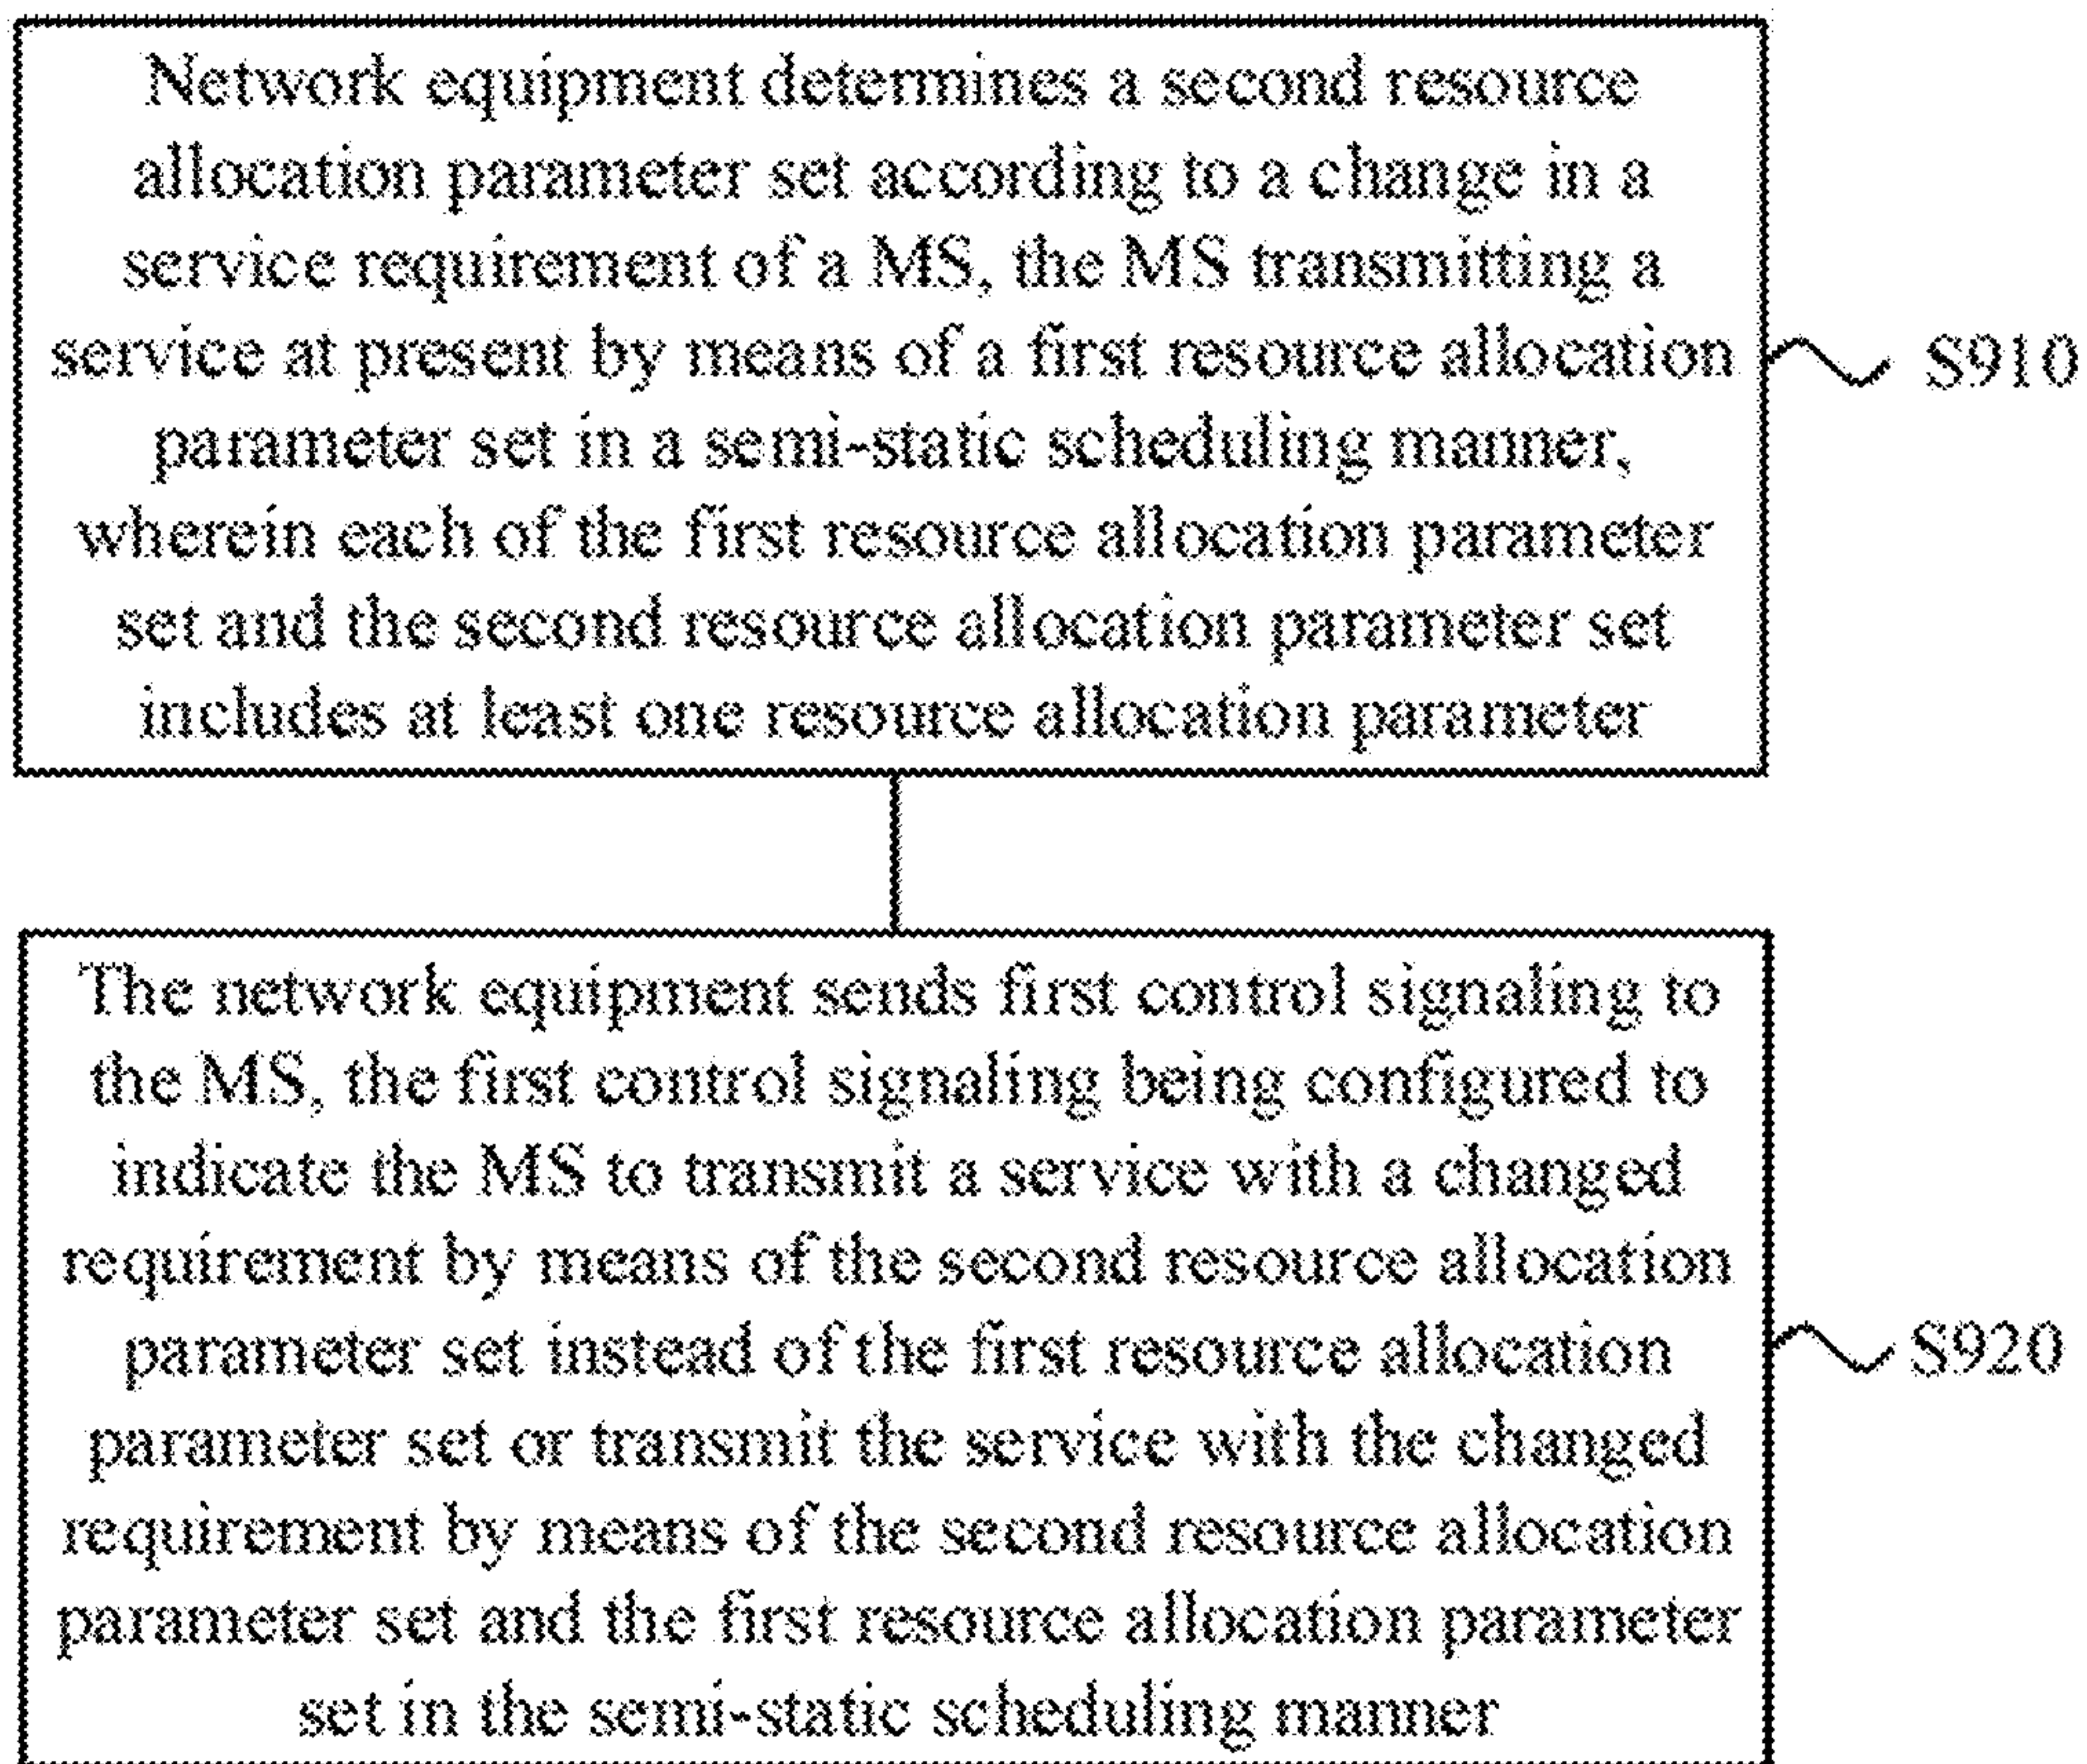 Network equipment determines a second resource
allocation parameter set according to a change in a
service requirement of a MS, the MS transmitting a
service at present by means of a first resource allocation
parameter set in a semi-static scheduling manner,
wherein each of the first resource allocation parameter
set and the second resource allocation parameter set
includes at least one resource allocation parameter
S910
The network equipment sends first control signaling to
the MS, the first control signaling being configured to
indicate the MS to transmit a service with a changed
requirement by means of the second resource allocation
parameter set instead of the first resource allocation
parameter set or transmit the service with the changed
requirement by means of the second resource allocation
parameter set and the first resource allocation parameter
set in the semi-static scheduling manner
S920